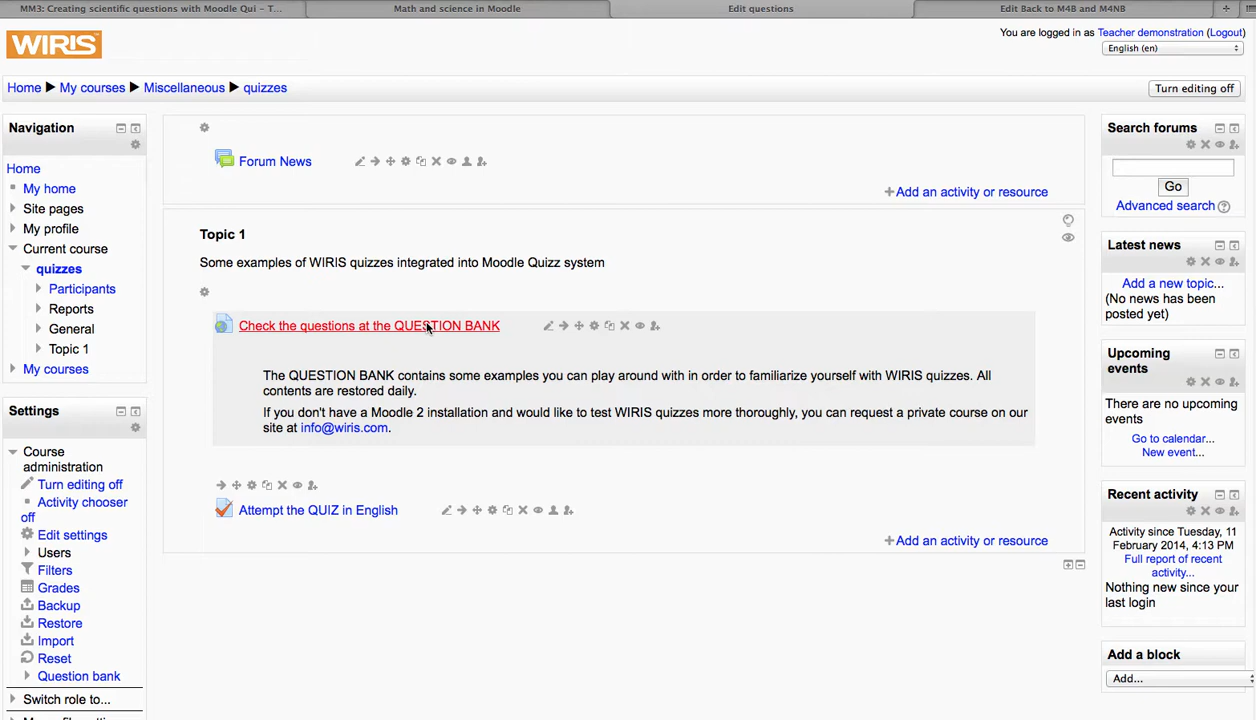 MM3: Creating scientific questions with Moodle Qui - T...
Math and science in Moodle
Edit questions
Edit Back to M4B and M4NB
+
WIRIS
You are logged in as Teacher demonstration (Logout)
English (en)
Home ▶ My courses ▶ Miscellaneous ▶ quizzes
Turn editing off
Navigation
Home
My home
Site pages
My profile
Current course
quizzes
Participants
Reports
General
Topic 1
My courses
Settings
Course
administration
Turn editing off
Activity chooser
off
Edit settings
Users
Filters
Grades
Backup
Restore
Import
Reset
Question bank
Switch role to...
Forum News
+Add an activity or resource
Topic 1
Some examples of WIRIS quizzes integrated into Moodle Quizz system
Check the questions at the QUESTION BANK
The QUESTION BANK contains some examples you can play around with in order to familiarize yourself with WIRIS quizzes. All
contents are restored daily.
If you don't have a Moodle 2 installation and would like to test WIRIS quizzes more thoroughly, you can request a private course on our
site at info@wiris.com.
Attempt the QUIZ in English
+Add an activity or resource
Search forums
Go
Advanced search ?
Latest news
Add a new topic...
(No news has been
posted yet)
Upcoming
events
There are no upcoming
events
Go to calendar...
New event...
Recent activity
Activity since Tuesday, 11
February 2014, 4:13 PM
Full report of recent
activity...
Nothing new since your
last login
Add a block
Add...